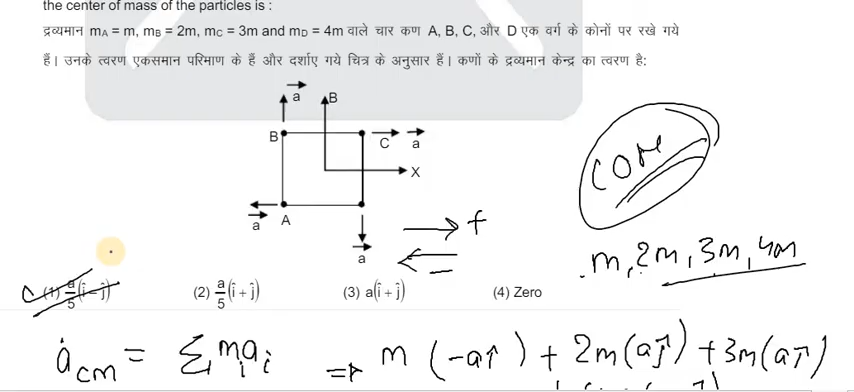 the center of mass of the particles is :
द्रव्यमान mA = m, mB = 2m, mC = 3m and mD = 4m वाले चार कण A, B, C, और D एक वर्ग के कोनों पर रखे गये
हैं। उनके त्वरण एकसमान परिमाण के हैं और दर्शाए गये चित्र के अनुसार हैं। कणों के द्रव्यमान केन्द्र का त्वरण है:
a B
B C a
X
a A
a
f
com
m, 2m, 3m, 4m
(1) a/5(î – ĵ) (2) a/5(î + ĵ) (3) a(î + ĵ) (4) Zero
acm = Σ miai ⇒ m (-aî) + 2m(aĵ) + 3m(aî)